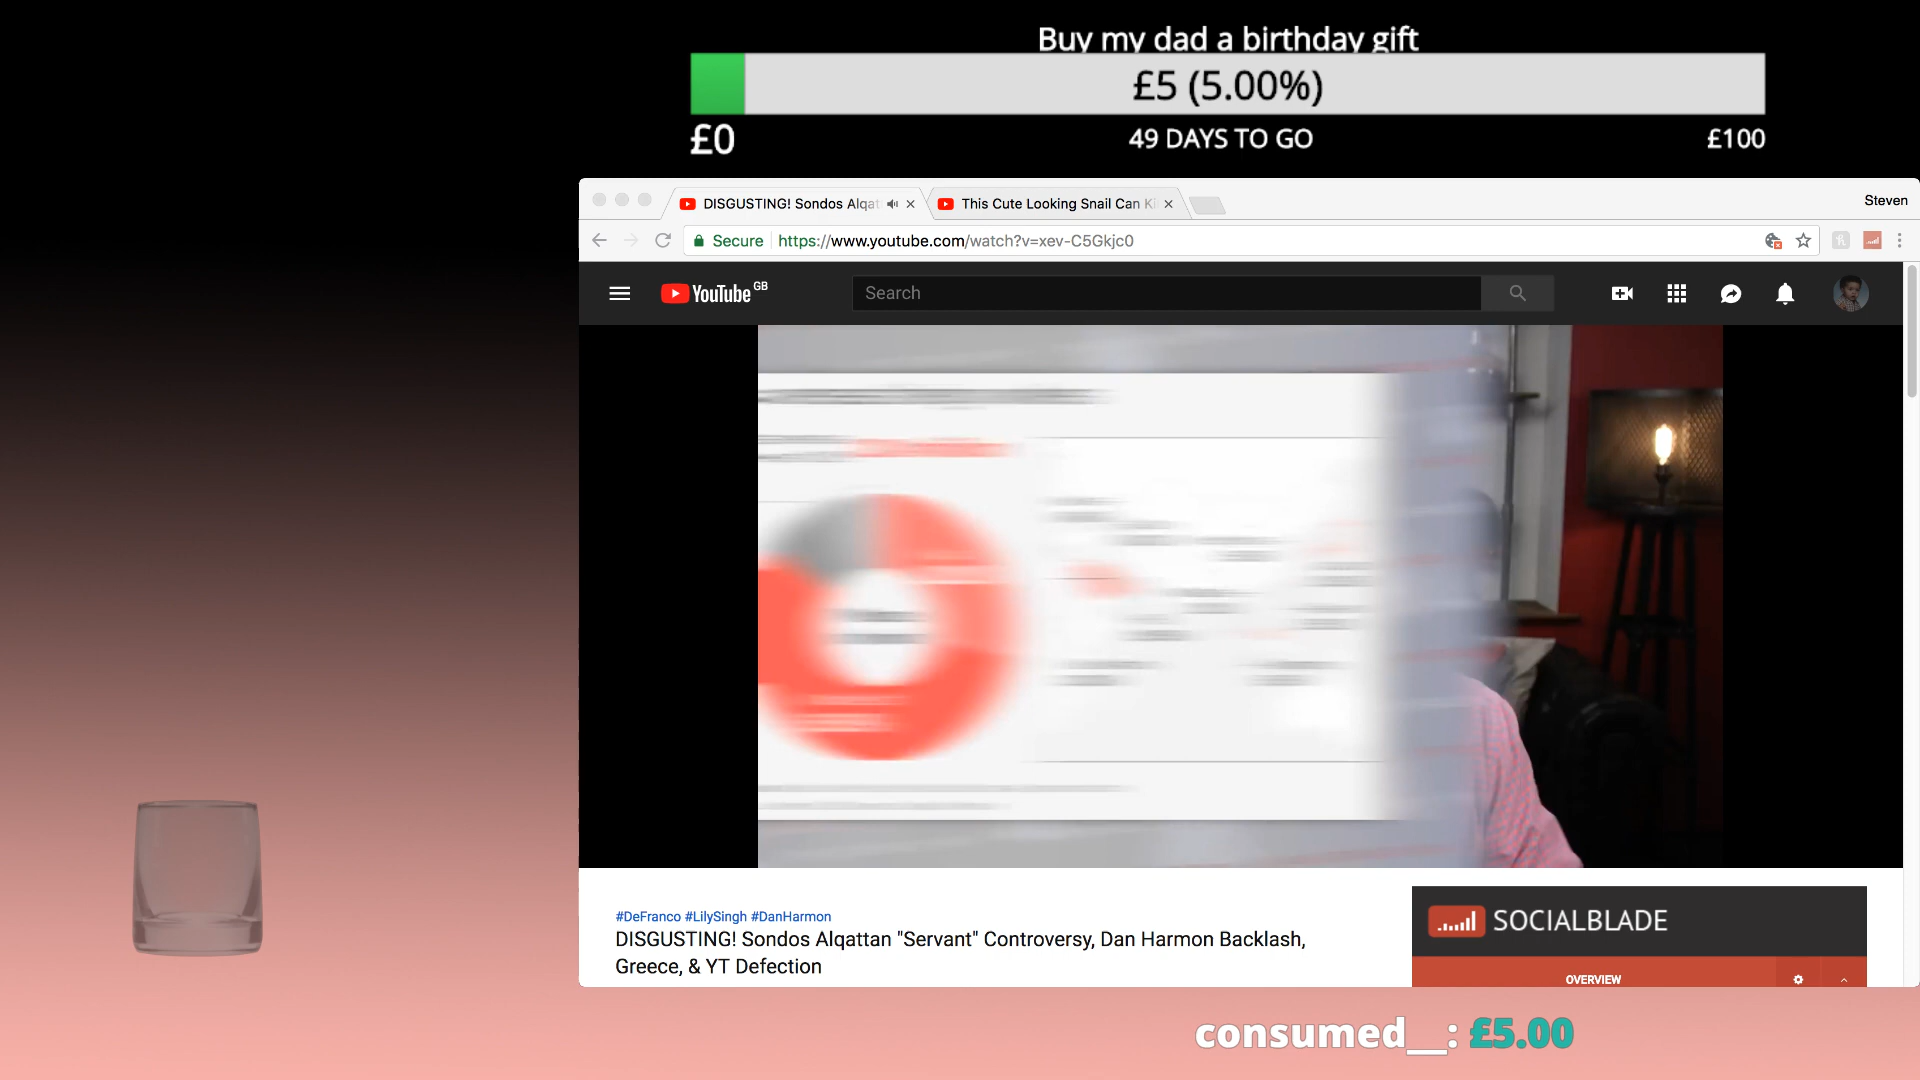 Buy my dad a birthday gift
£5 (5.00%)
£0
49 DAYS TO GO
£100
DISGUSTING! Sondos Alqat
This Cute Looking Snail Can Ki
Steven
Secure
https://www.youtube.com/watch?v=xev-C5Gkjc0
YouTube GB
Search
#DeFranco #LilySingh #DanHarmon
DISGUSTING! Sondos Alqattan "Servant" Controversy, Dan Harmon Backlash,
Greece, & YT Defection
SOCIALBLADE
OVERVIEW
consumed__: £5.00